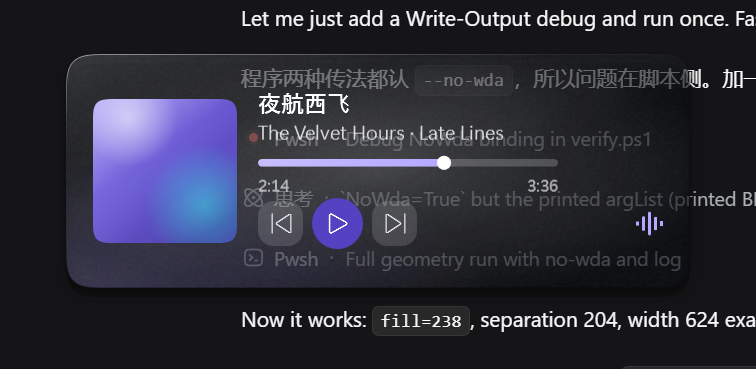 Let me just add a Write-Output debug and run once. Fa
程序两种传法都认 --no-wda，所以问题在脚本侧。加一
夜航西飞
The Velvet Hours · Late Lines
Pwsh · Debug NoWda binding in verify.ps1
2:14 3:36
思考 · `NoWda=True` but the printed argList (printed B
Pwsh · Full geometry run with no-wda and log
Now it works: fill=238, separation 204, width 624 exa